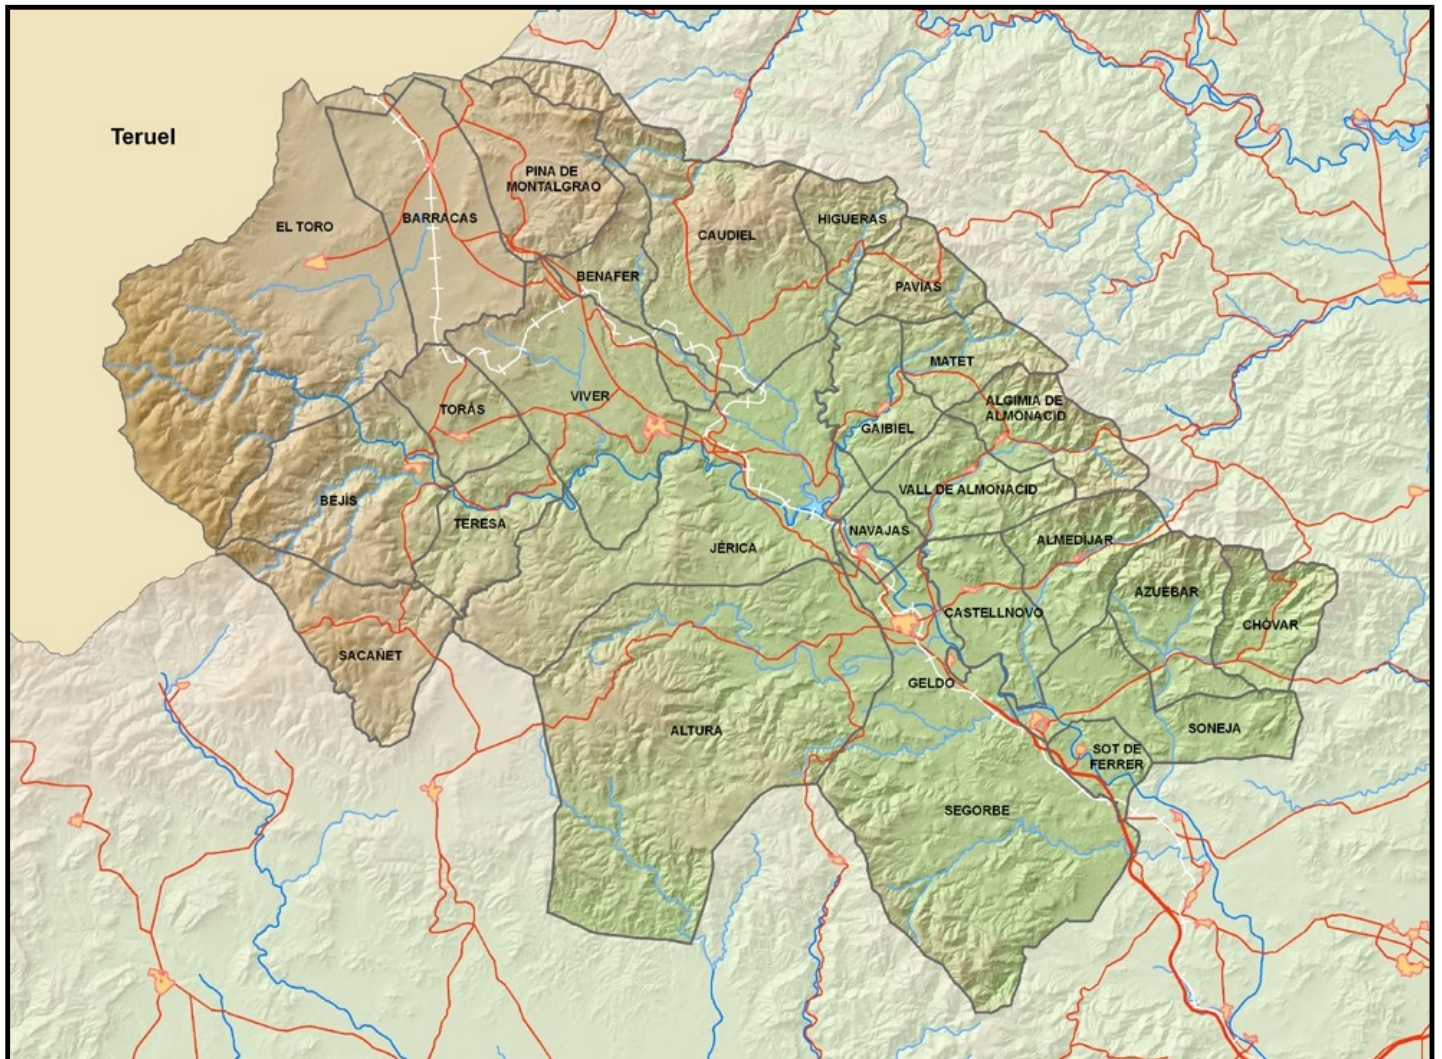 Teruel
PINA DE
MONTALGRAO
EL TORO
BARRACAS
HIGUERAS
CAUDIEL
BENAFER
PAVÍAS
MATET
TORÁS
VIVER
ALGIMIA DE
ALMONACID
GAIBIEL
BEJÍS
VALL DE ALMONACID
TERESA
NAVAJAS
ALMEDÍJAR
JÉRICA
AZUÉBAR
CASTELLNOVO
CHÓVAR
SACAÑET
GELDO
ALTURA
SONEJA
SOT DE
FERRER
SEGORBE